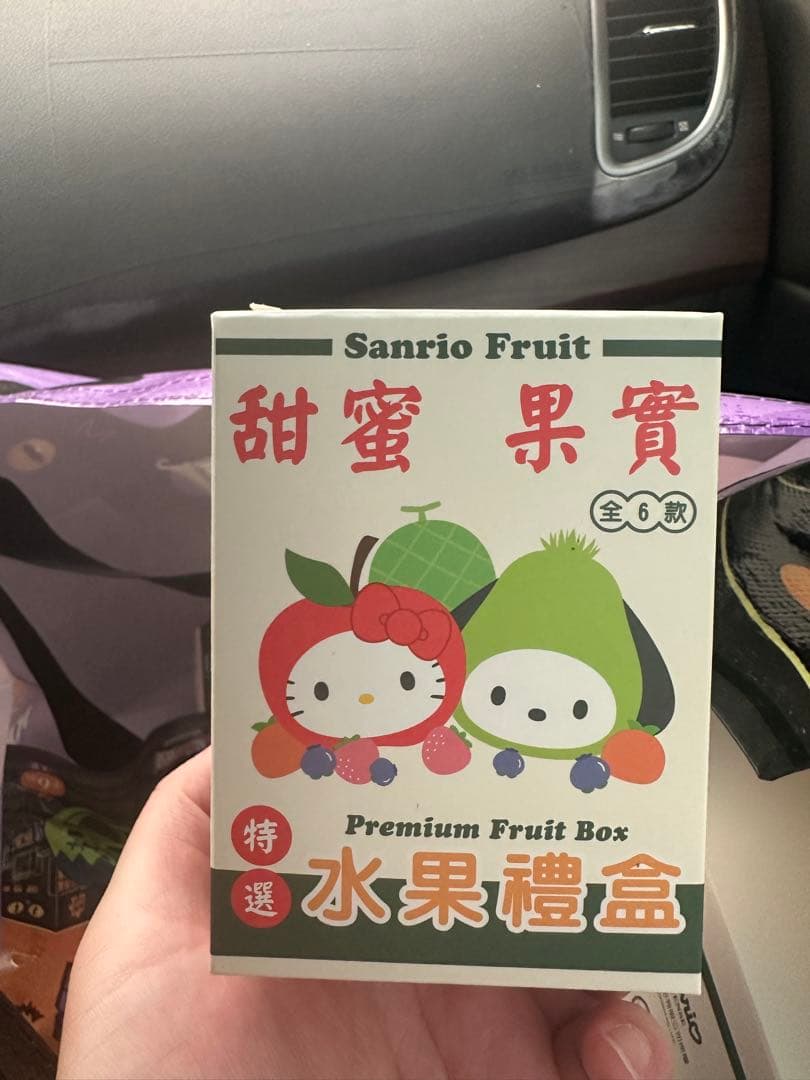 Sanrio Fruit
甜蜜 果實
全6款
Premium Fruit Box
特選
水果禮盒